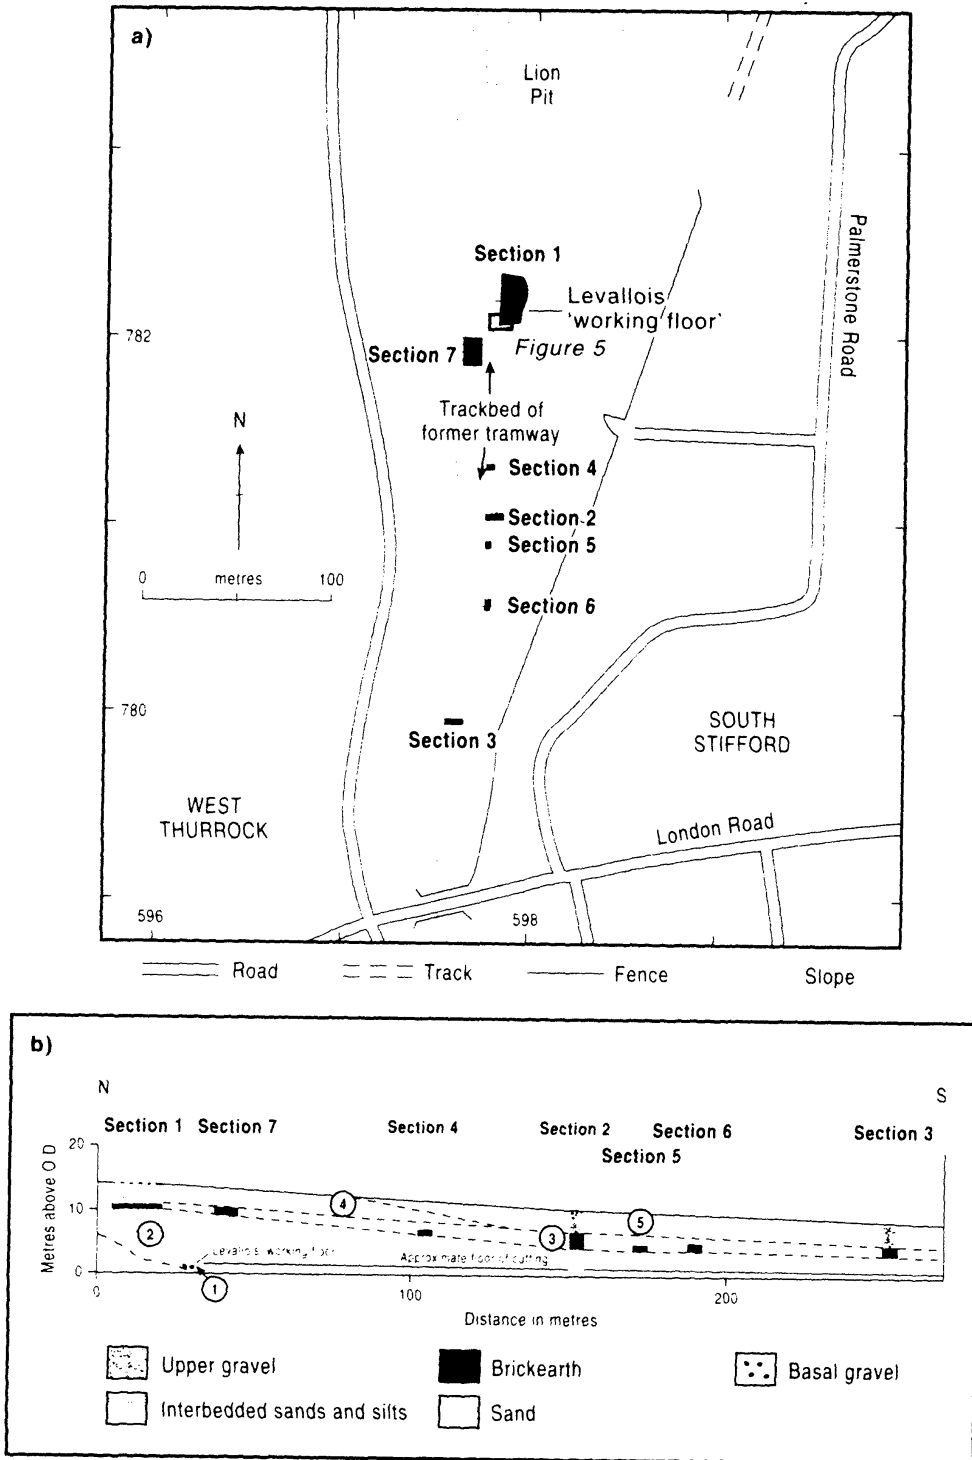 a)
Lion
Pit
Section 1
Levallois
'working floor'
Figure 5
782
Section 7
Palmerstone Road
Trackbed of
former tramway
N
Section 4
Section 2
Section 5
0 metres 100
Section 6
780
Section 3
SOUTH
STIFFORD
WEST
THURROCK
London Road
596
598
Road
Track
Fence
Slope
b)
N
S
Section 1 Section 7 Section 4 Section 2 Section 6 Section 3
Section 5
Metres above O D
20
10
0
4
5
2
3
Levallois 'working floor'
Approximate floor of cutting
1
0 100 200
Distance in metres
Upper gravel
Brickearth
Basal gravel
Interbedded sands and silts
Sand